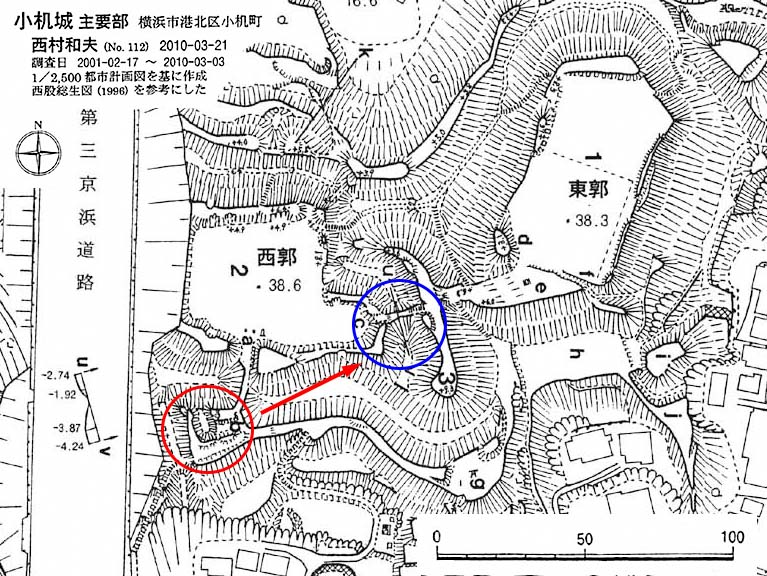 小机城 主要部 横浜市港北区小机町
西村和夫 (No. 112) 2010-03-21
調査日 2001-02-17 ～ 2010-03-03
1／2,500 都市計画図を基に作成
西股総生図 (1996) を参考にした
N
第三京浜道路
16.6
k
1
東郭
・38.3
d
e
f
西郭
2
・38.6
u
c
a
b
3
h
i
j
g
u
-2.74
-1.92
-3.87
-4.24
v
0 50 100